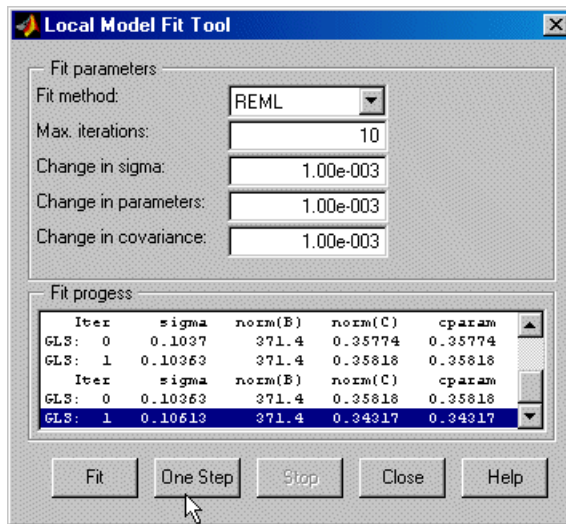 Local Model Fit Tool
Fit parameters
Fit method: REML
Max. iterations: 10
Change in sigma: 1.00e-003
Change in parameters: 1.00e-003
Change in covariance: 1.00e-003
Fit progess
Iter sigma norm(B) norm(C) cparam
GLS: 0 0.1037 371.4 0.35774 0.35774
GLS: 1 0.10363 371.4 0.35818 0.35818
Iter sigma norm(B) norm(C) cparam
GLS: 0 0.10363 371.4 0.35818 0.35818
GLS: 1 0.10613 371.4 0.34317 0.34317
Fit One Step Stop Close Help